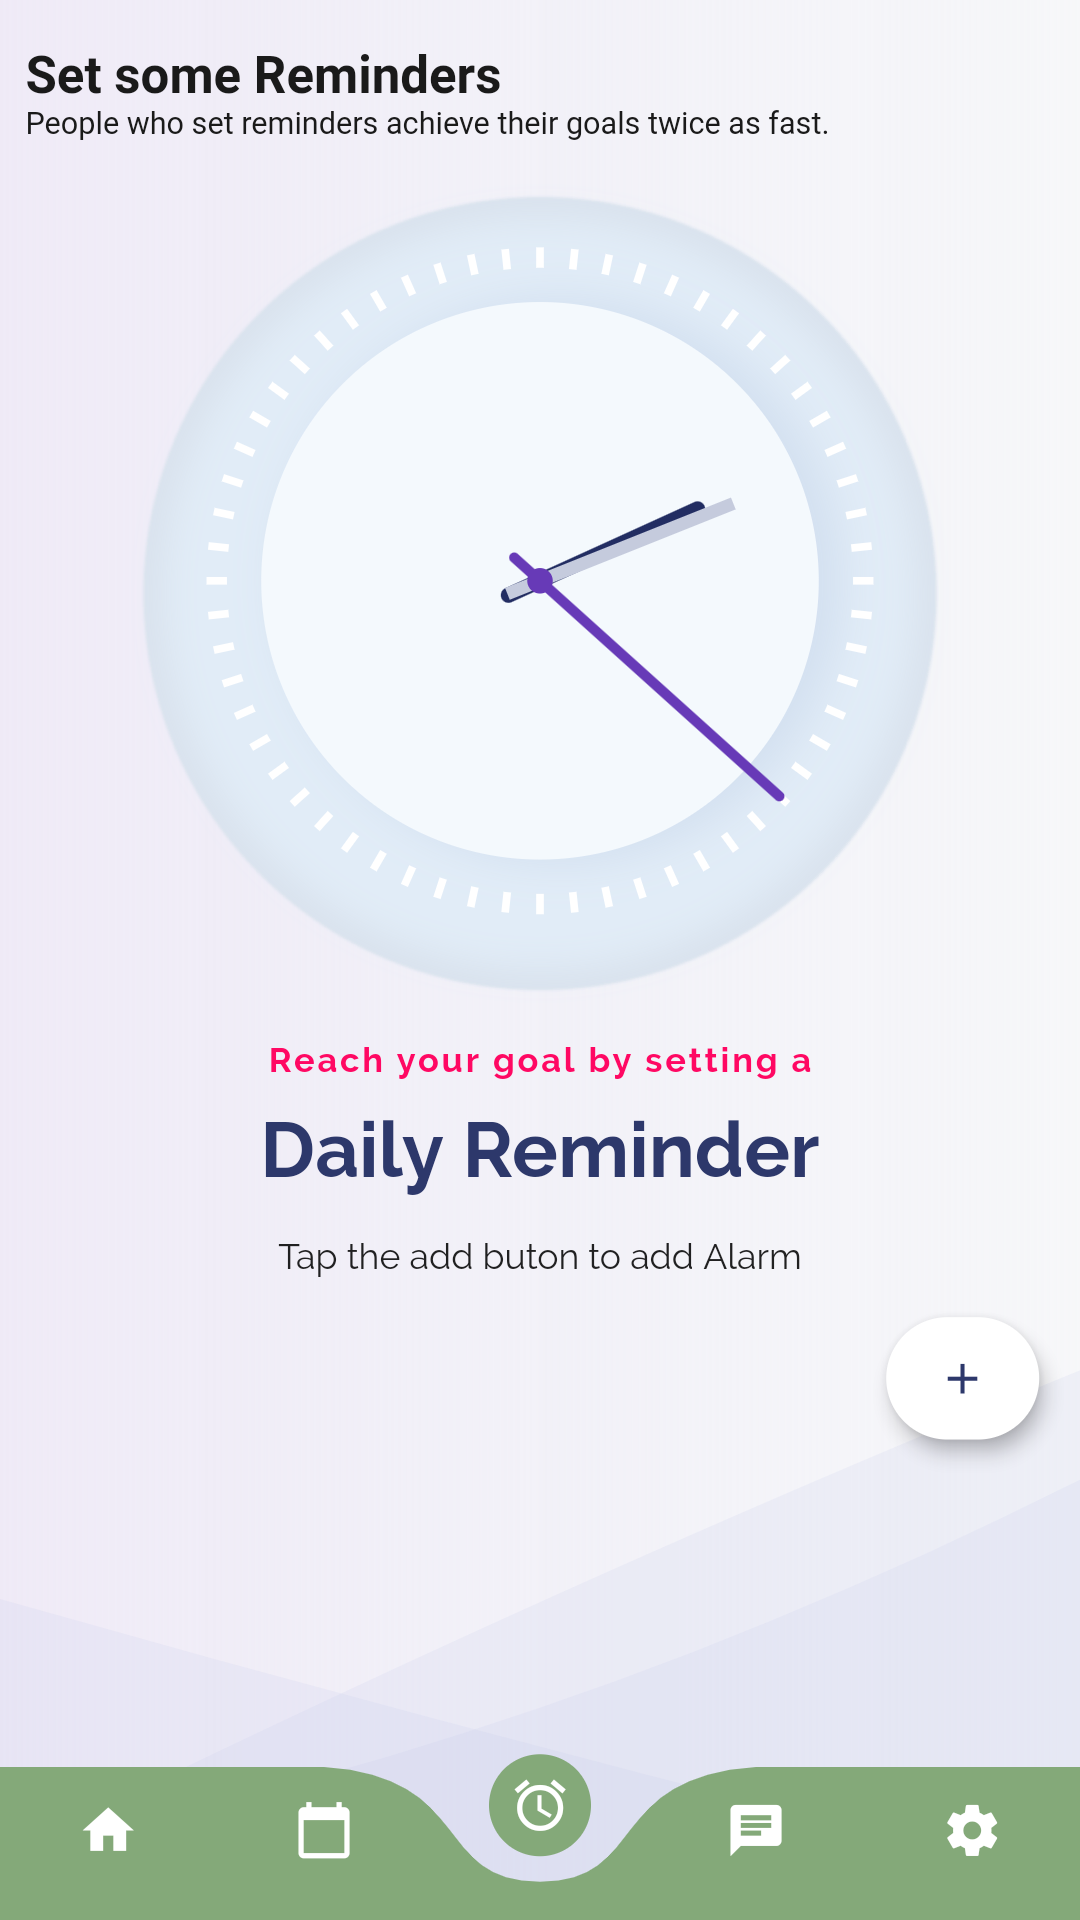 Set some Reminders
People who set reminders achieve their goals twice as fast.
Reach your goal by setting a
Daily Reminder
Tap the add buton to add Alarm